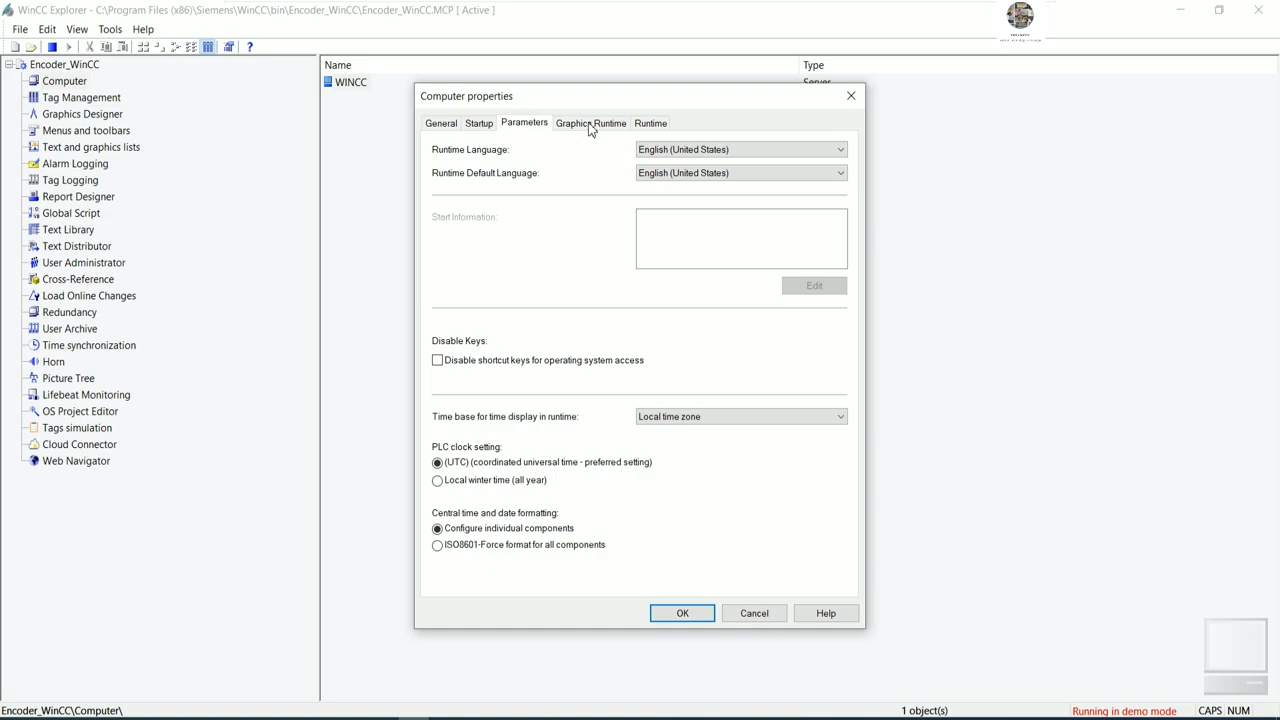 WinCC Explorer - C:\Program Files (x86)\Siemens\WinCC\bin\Encoder_WinCC\Encoder_WinCC.MCP [ Active ]
File Edit View Tools Help
Encoder_WinCC
Computer
Tag Management
Graphics Designer
Menus and toolbars
Text and graphics lists
Alarm Logging
Tag Logging
Report Designer
Global Script
Text Library
Text Distributor
User Administrator
Cross-Reference
Load Online Changes
Redundancy
User Archive
Time synchronization
Horn
Picture Tree
Lifebeat Monitoring
OS Project Editor
Tags simulation
Cloud Connector
Web Navigator
Name Type
WINCC Server
Computer properties
General Startup Parameters Graphics Runtime Runtime
Runtime Language: English (United States)
Runtime Default Language: English (United States)
Start Information:
Edit
Disable Keys:
Disable shortcut keys for operating system access
Time base for time display in runtime: Local time zone
PLC clock setting:
(UTC) (coordinated universal time - preferred setting)
Local winter time (all year)
Central time and date formatting:
Configure individual components
ISO8601-Force format for all components
OK Cancel Help
Encoder_WinCC\Computer\ 1 object(s) Running in demo mode CAPS NUM